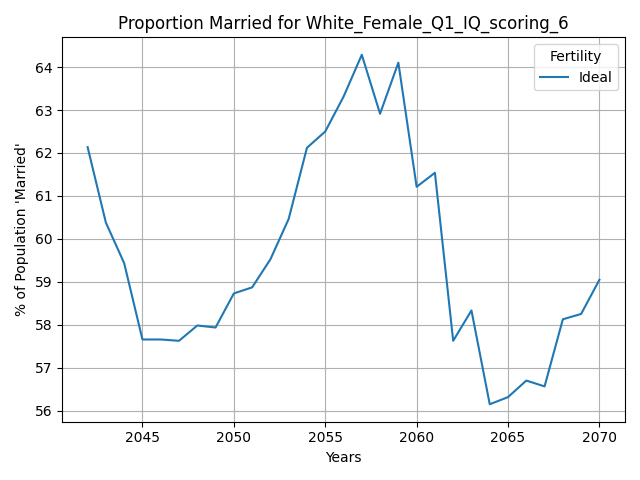 Proportion Married for White_Female_Q1_IQ_scoring_6
Fertility
Ideal
% of Population 'Married'
64
63
62
61
60
59
58
57
56
2045 2050 2055 2060 2065 2070
Years